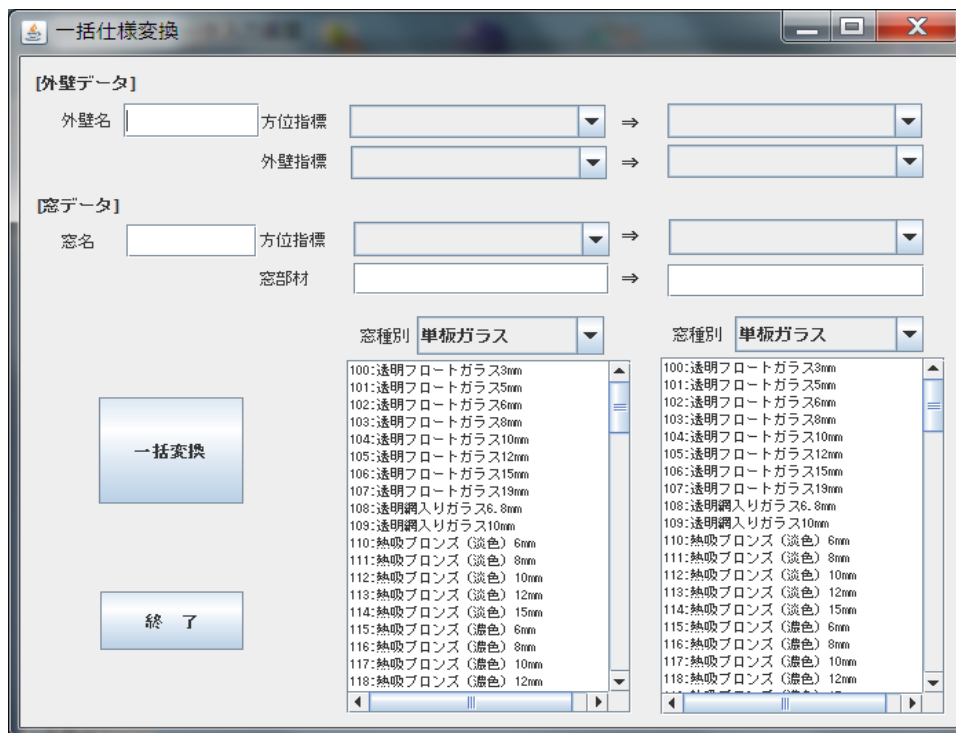 一括仕様変換
[外壁データ]
外壁名 方位指標 ⇒
外壁指標 ⇒
[窓データ]
窓名 方位指標 ⇒
窓部材 ⇒
窓種別 単板ガラス 窓種別 単板ガラス
100:透明フロートガラス3mm
101:透明フロートガラス5mm
102:透明フロートガラス6mm
103:透明フロートガラス8mm
104:透明フロートガラス10mm
105:透明フロートガラス12mm
106:透明フロートガラス15mm
107:透明フロートガラス19mm
108:透明網入りガラス6.8mm
109:透明網入りガラス10mm
110:熱吸ブロンズ（淡色）6mm
111:熱吸ブロンズ（淡色）8mm
112:熱吸ブロンズ（淡色）10mm
113:熱吸ブロンズ（淡色）12mm
114:熱吸ブロンズ（淡色）15mm
115:熱吸ブロンズ（濃色）6mm
116:熱吸ブロンズ（濃色）8mm
117:熱吸ブロンズ（濃色）10mm
118:熱吸ブロンズ（濃色）12mm
100:透明フロートガラス3mm
101:透明フロートガラス5mm
102:透明フロートガラス6mm
103:透明フロートガラス8mm
104:透明フロートガラス10mm
105:透明フロートガラス12mm
106:透明フロートガラス15mm
107:透明フロートガラス19mm
108:透明網入りガラス6.8mm
109:透明網入りガラス10mm
110:熱吸ブロンズ（淡色）6mm
111:熱吸ブロンズ（淡色）8mm
112:熱吸ブロンズ（淡色）10mm
113:熱吸ブロンズ（淡色）12mm
114:熱吸ブロンズ（淡色）15mm
115:熱吸ブロンズ（濃色）6mm
116:熱吸ブロンズ（濃色）8mm
117:熱吸ブロンズ（濃色）10mm
118:熱吸ブロンズ（濃色）12mm
一括変換
終 了